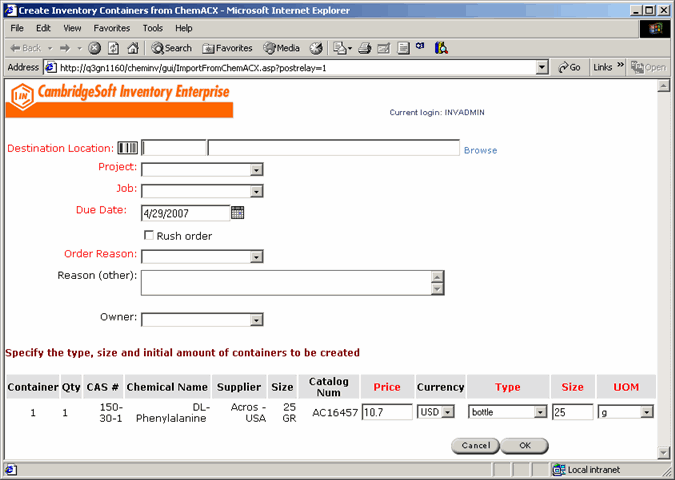 Create Inventory Containers from ChemACX - Microsoft Internet Explorer
File Edit View Favorites Tools Help
Back Search Favorites Media
Address http://q3gn1160/cheminv/gui/ImportFromChemACX.asp?postrelay=1 Go Links » Open
CambridgeSoft Inventory Enterprise
Current login: INVADMIN
Destination Location: Browse
Project:
Job:
Due Date: 4/29/2007
Rush order
Order Reason:
Reason (other):
Owner:
Specify the type, size and initial amount of containers to be created
Container Qty CAS # Chemical Name Supplier Size Catalog Num Price Currency Type Size UOM
1 1 150-30-1 DL-Phenylalanine Acros - USA 25 GR AC16457 10.7 USD bottle 25 g
Cancel OK
Local intranet